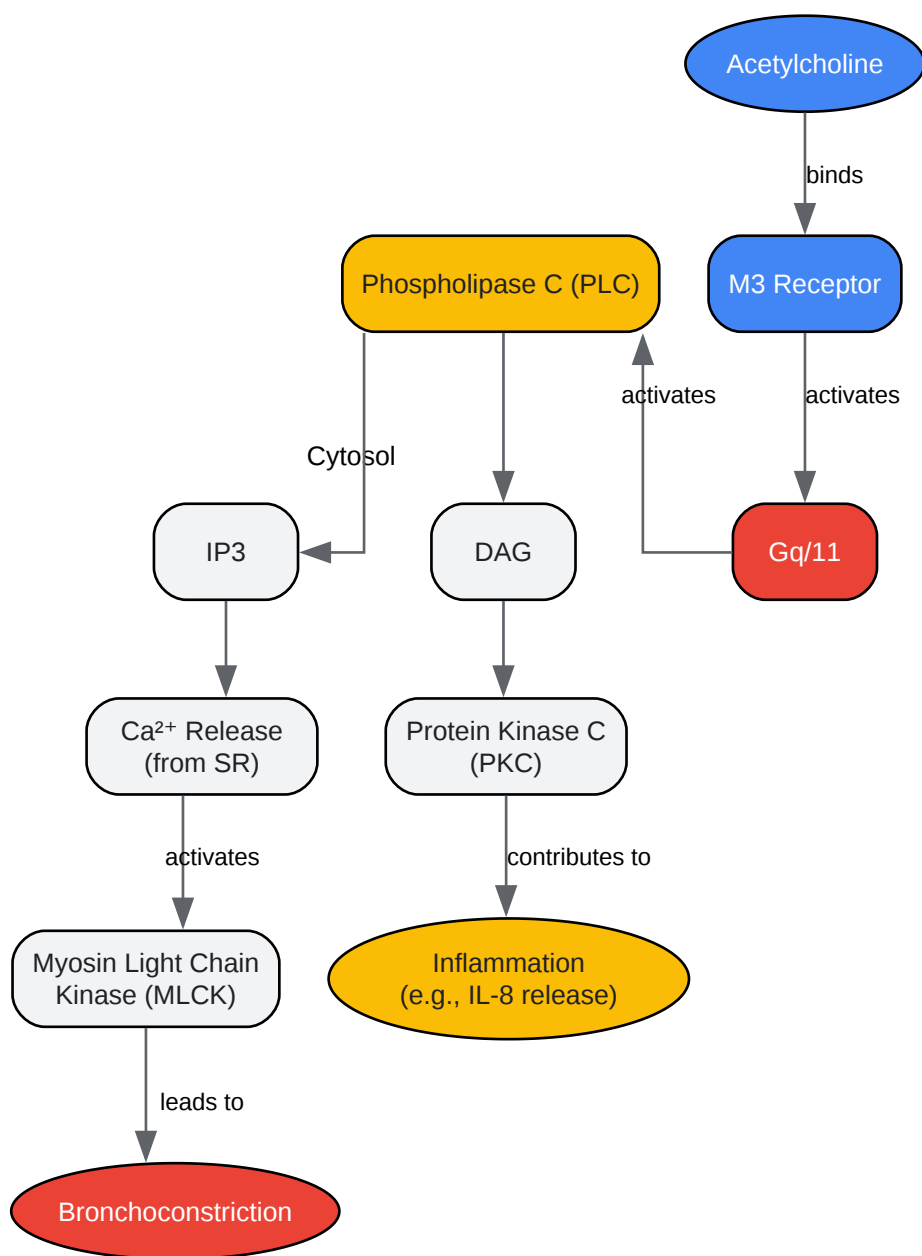 Acetylcholine
binds
Phospholipase C (PLC)
M3 Receptor
activates
activates
Cytosol
IP3
DAG
Gq/11
Ca²⁺ Release
(from SR)
Protein Kinase C
(PKC)
activates
contributes to
Myosin Light Chain
Kinase (MLCK)
Inflammation
(e.g., IL-8 release)
leads to
Bronchoconstriction